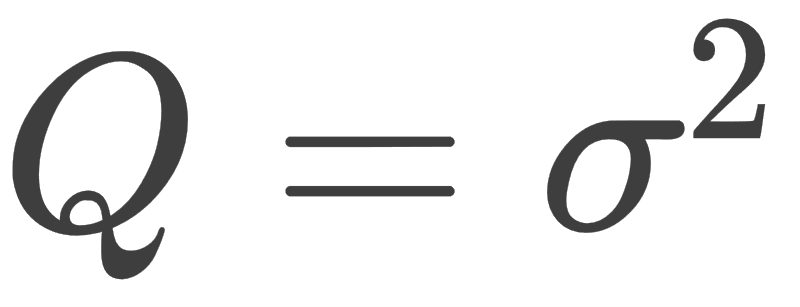 Q = σ²